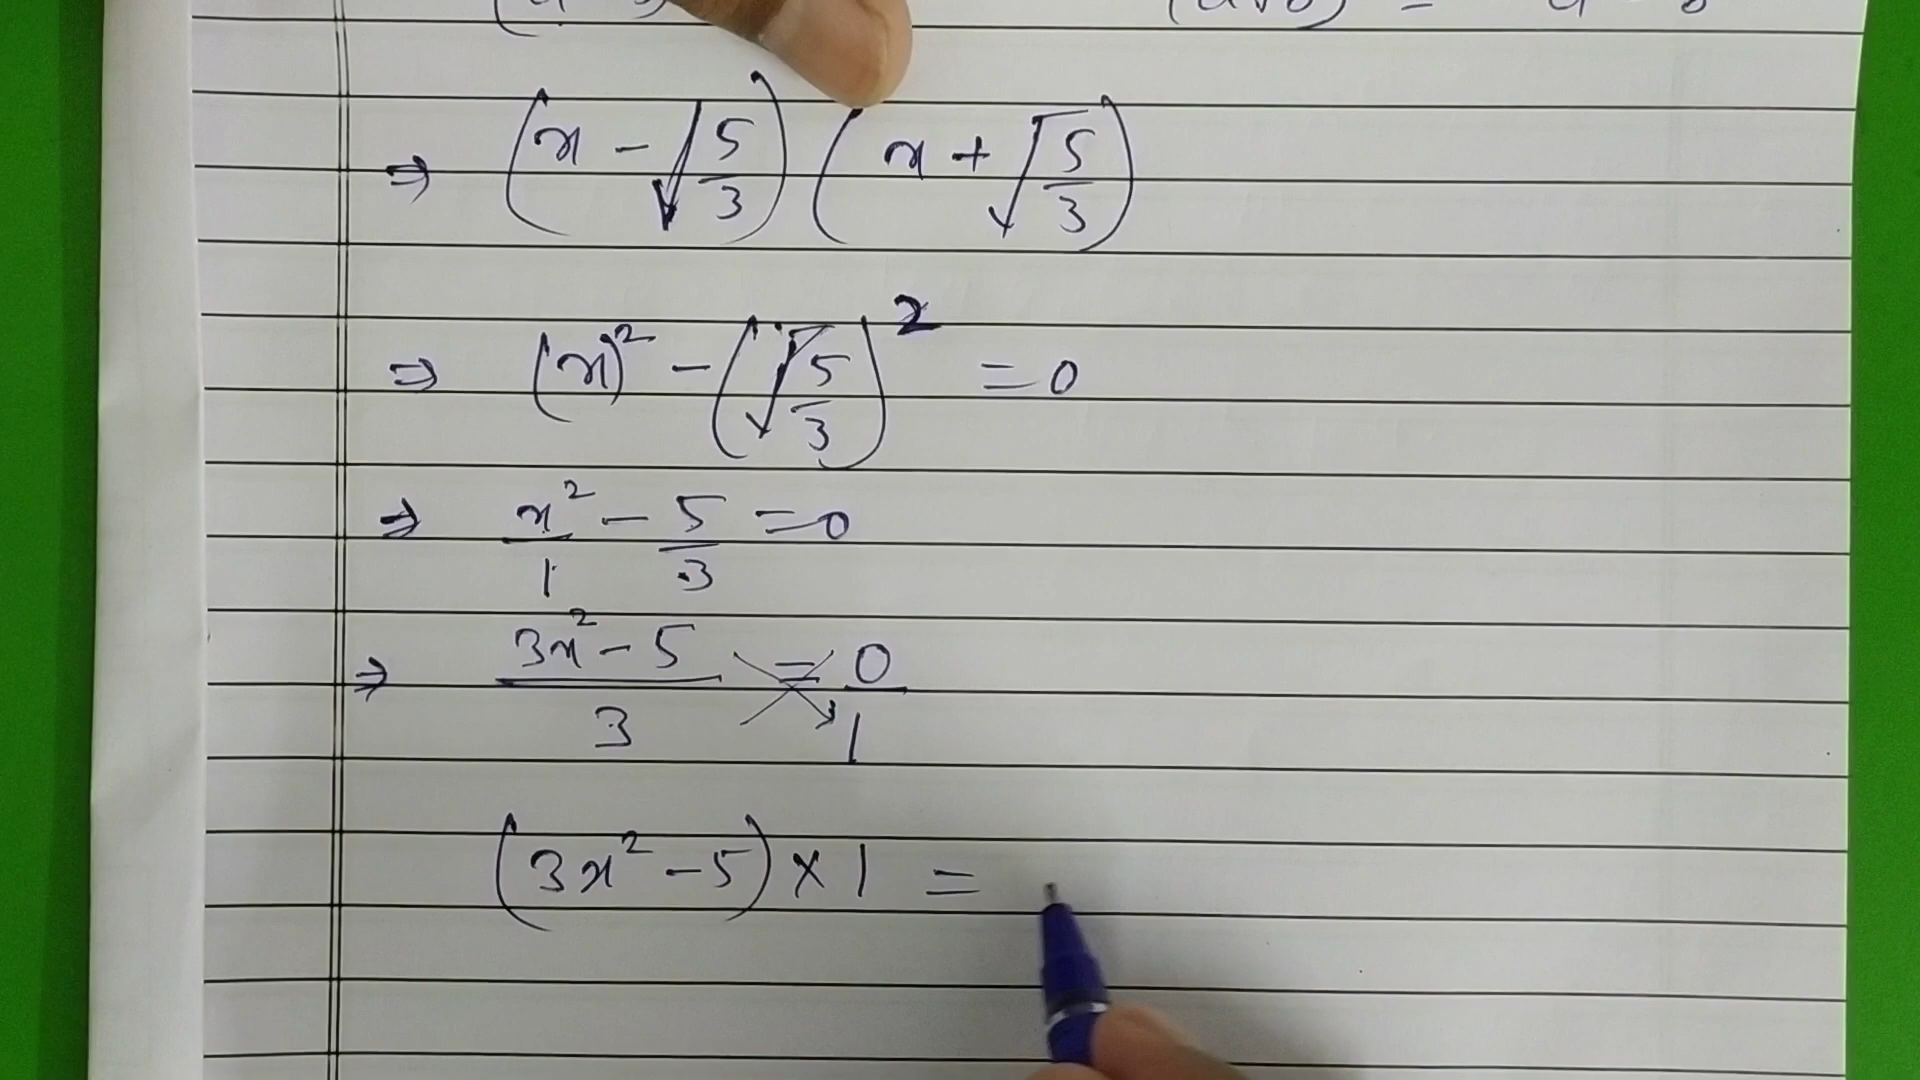 ⇒ (x - √5/3) (x + √5/3)
⇒ (x)² - (√5/3)² = 0
⇒ x²/1 - 5/3 = 0
⇒ (3x² - 5)/3 = 0/1
(3x² - 5) × 1 =